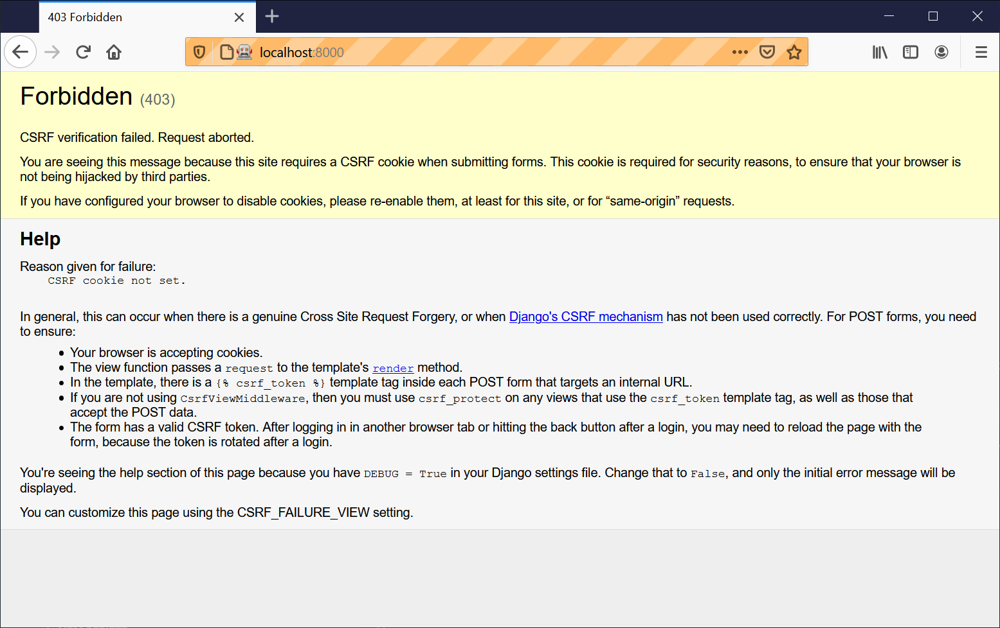 403 Forbidden
localhost:8000
Forbidden (403)
CSRF verification failed. Request aborted.
You are seeing this message because this site requires a CSRF cookie when submitting forms. This cookie is required for security reasons, to ensure that your browser is
not being hijacked by third parties.
If you have configured your browser to disable cookies, please re-enable them, at least for this site, or for “same-origin” requests.
Help
Reason given for failure:
CSRF cookie not set.
In general, this can occur when there is a genuine Cross Site Request Forgery, or when Django's CSRF mechanism has not been used correctly. For POST forms, you need
to ensure:
• Your browser is accepting cookies.
• The view function passes a request to the template's render method.
• In the template, there is a {% csrf_token %} template tag inside each POST form that targets an internal URL.
• If you are not using CsrfViewMiddleware, then you must use csrf_protect on any views that use the csrf_token template tag, as well as those that
accept the POST data.
• The form has a valid CSRF token. After logging in in another browser tab or hitting the back button after a login, you may need to reload the page with the
form, because the token is rotated after a login.
You're seeing the help section of this page because you have DEBUG = True in your Django settings file. Change that to False, and only the initial error message will be
displayed.
You can customize this page using the CSRF_FAILURE_VIEW setting.